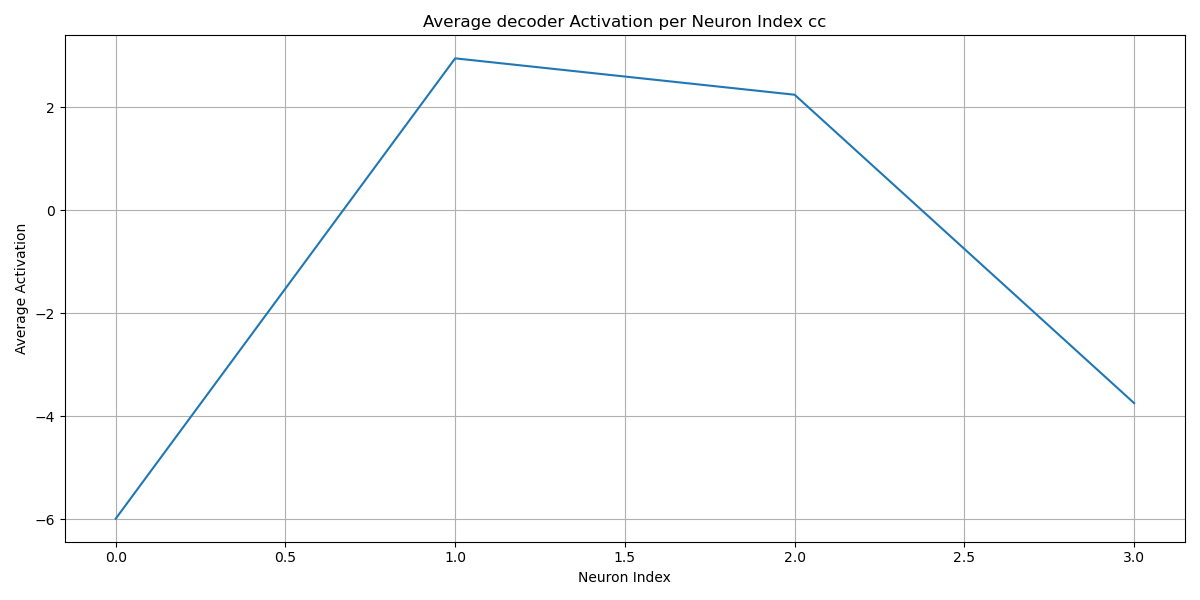 Average decoder Activation per Neuron Index cc
Average Activation
2
0
−2
−4
−6
0.0 0.5 1.0 1.5 2.0 2.5 3.0
Neuron Index